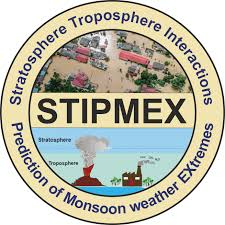 Stratosphere Troposphere Interactions
STIPMEX
Stratosphere
Troposphere
Prediction of Monsoon weather EXtremes